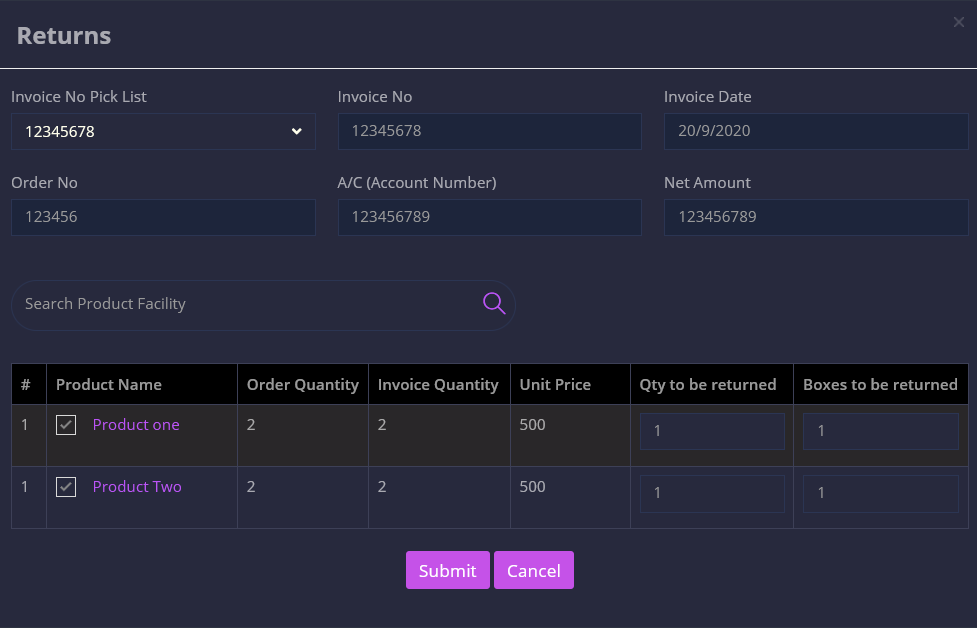 Returns
×
Invoice No Pick List Invoice No Invoice Date
12345678 12345678 20/9/2020
Order No A/C (Account Number) Net Amount
123456 123456789 123456789
Search Product Facility
# Product Name Order Quantity Invoice Quantity Unit Price Qty to be returned Boxes to be returned
1 Product one 2 2 500 1 1
1 Product Two 2 2 500 1 1
Submit Cancel